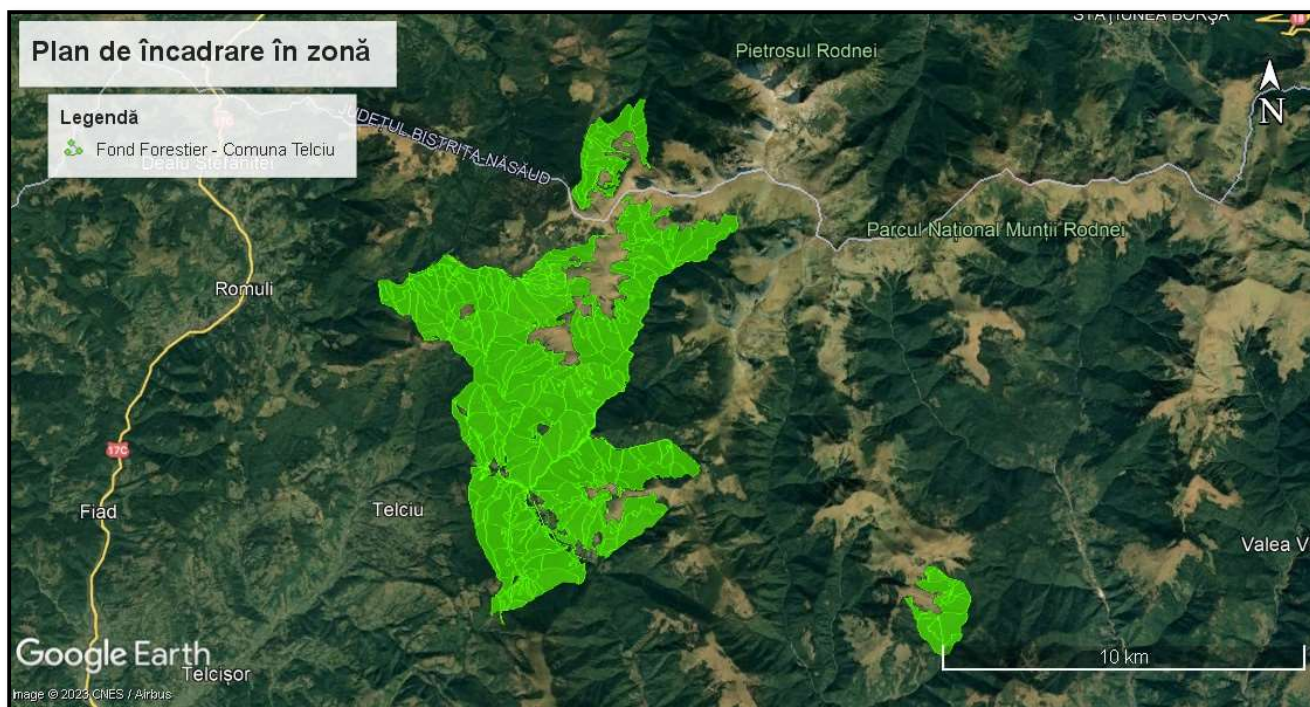 Plan de încadrare în zonă
STAȚIUNEA BORȘA
18
Pietrosul Rodnei
N
Legendă
Fond Forestier - Comuna Telciu
JUDEȚUL BISTRIȚA-NĂSĂUD
Dealu Ștefăniței
Parcul Național Munții Rodnei
Romuli
17C
Fiad
Telciu
Valea V
Google Earth
10 km
Telcișor
Image © 2023 CNES / Airbus